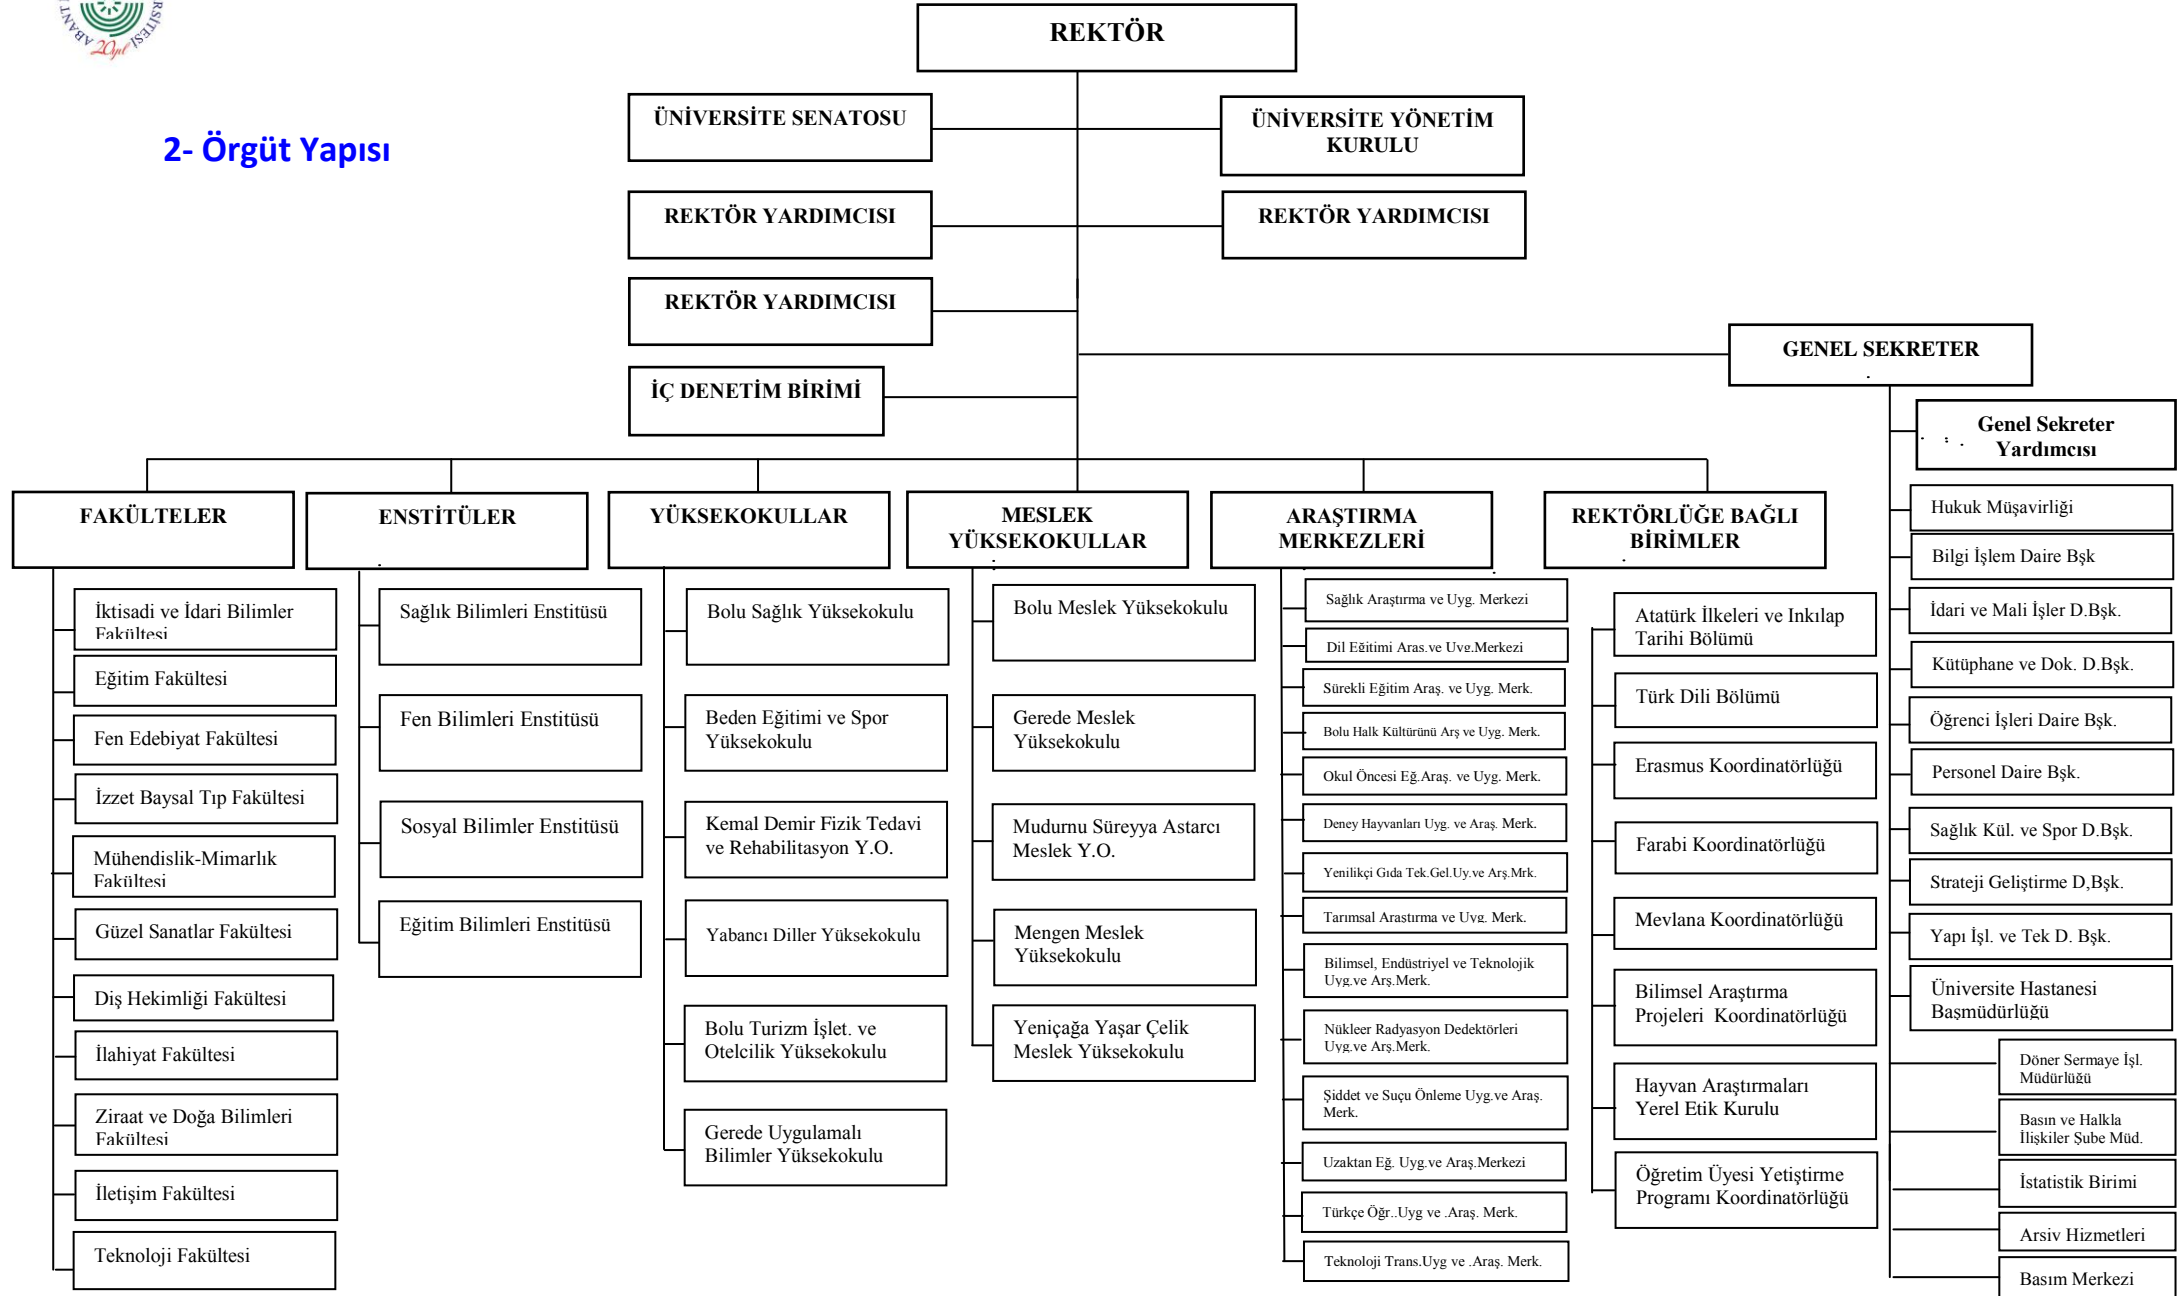 RSİTESİ
ABANT
20.yıl
REKTÖR
2- Örgüt Yapısı
ÜNİVERSİTE SENATOSU
ÜNİVERSİTE YÖNETİM
KURULU
REKTÖR YARDIMCISI
REKTÖR YARDIMCISI
REKTÖR YARDIMCISI
GENEL SEKRETER
İÇ DENETİM BİRİMİ
Genel Sekreter
Yardımcısı
FAKÜLTELER
İktisadi ve İdari Bilimler
Fakültesi
Eğitim Fakültesi
Fen Edebiyat Fakültesi
İzzet Baysal Tıp Fakültesi
Mühendislik-Mimarlık
Fakültesi
Güzel Sanatlar Fakültesi
Diş Hekimliği Fakültesi
İlahiyat Fakültesi
Ziraat ve Doğa Bilimleri
Fakültesi
İletişim Fakültesi
Teknoloji Fakültesi
ENSTİTÜLER
Sağlık Bilimleri Enstitüsü
Fen Bilimleri Enstitüsü
Sosyal Bilimler Enstitüsü
Eğitim Bilimleri Enstitüsü
YÜKSEKOKULLAR
Bolu Sağlık Yüksekokulu
Beden Eğitimi ve Spor
Yüksekokulu
Kemal Demir Fizik Tedavi
ve Rehabilitasyon Y.O.
Yabancı Diller Yüksekokulu
Bolu Turizm İşlet. ve
Otelcilik Yüksekokulu
Gerede Uygulamalı
Bilimler Yüksekokulu
MESLEK
YÜKSEKOKULLAR
Bolu Meslek Yüksekokulu
Gerede Meslek
Yüksekokulu
Mudurnu Süreyya Astarcı
Meslek Y.O.
Mengen Meslek
Yüksekokulu
Yeniçağa Yaşar Çelik
Meslek Yüksekokulu
ARAŞTIRMA
MERKEZLERİ
Sağlık Araştırma ve Uyg. Merkezi
Dil Eğitimi Araş.ve Uyg.Merkezi
Sürekli Eğitim Araş. ve Uyg. Merk.
Bolu Halk Kültürünü Arş ve Uyg. Merk.
Okul Öncesi Eğ.Araş. ve Uyg. Merk.
Deney Hayvanları Uyg. ve Araş. Merk.
Yenilikçi Gıda Tek.Gel.Uy.ve Arş.Mrk.
Tarımsal Araştırma ve Uyg. Merk.
Bilimsel, Endüstriyel ve Teknolojik
Uyg.ve Arş.Merk.
Nükleer Radyasyon Dedektörleri
Uyg.ve Arş.Merk.
Şiddet ve Suçu Önleme Uyg.ve Araş.
Merk.
Uzaktan Eğ. Uyg.ve Araş.Merkezi
Türkçe Öğr..Uyg ve .Araş. Merk.
Teknoloji Trans.Uyg ve .Araş. Merk.
REKTÖRLÜĞE BAĞLI
BİRİMLER
Atatürk İlkeleri ve Inkılap
Tarihi Bölümü
Türk Dili Bölümü
Erasmus Koordinatörlüğü
Farabi Koordinatörlüğü
Mevlana Koordinatörlüğü
Bilimsel Araştırma
Projeleri  Koordinatörlüğü
Hayvan Araştırmaları
Yerel Etik Kurulu
Öğretim Üyesi Yetiştirme
Programı Koordinatörlüğü
Hukuk Müşavirliği
Bilgi İşlem Daire Bşk
İdari ve Mali İşler D.Bşk.
Kütüphane ve Dok. D.Bşk.
Öğrenci İşleri Daire Bşk.
Personel Daire Bşk.
Sağlık Kül. ve Spor D.Bşk.
Strateji Geliştirme D,Bşk.
Yapı İşl. ve Tek D. Bşk.
Üniversite Hastanesi
Başmüdürlüğü
Döner Sermaye İşl.
Müdürlüğü
Basın ve Halkla
İlişkiler Şube Müd.
İstatistik Birimi
Arsiv Hizmetleri
Basım Merkezi